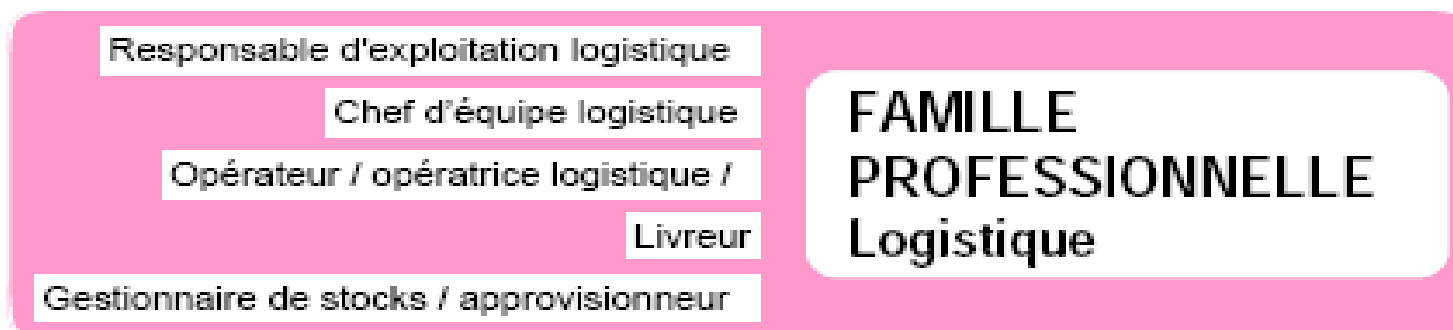 Responsable d'exploitation logistique
Chef d’équipe logistique
Opérateur / opératrice logistique /
Livreur
Gestionnaire de stocks / approvisionneur
FAMILLE
PROFESSIONNELLE
Logistique